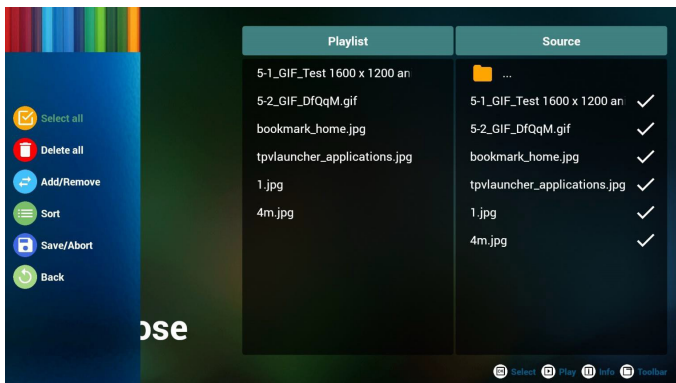 Select all
Delete all
Add/Remove
Sort
Save/Abort
Back
ose
Playlist
5-1_GIF_Test 1600 x 1200 an
5-2_GIF_DfQqM.gif
bookmark_home.jpg
tpvlauncher_applications.jpg
1.jpg
4m.jpg
Source
...
5-1_GIF_Test 1600 x 1200 ani
5-2_GIF_DfQqM.gif
bookmark_home.jpg
tpvlauncher_applications.jpg
1.jpg
4m.jpg
Select Play Info Toolbar